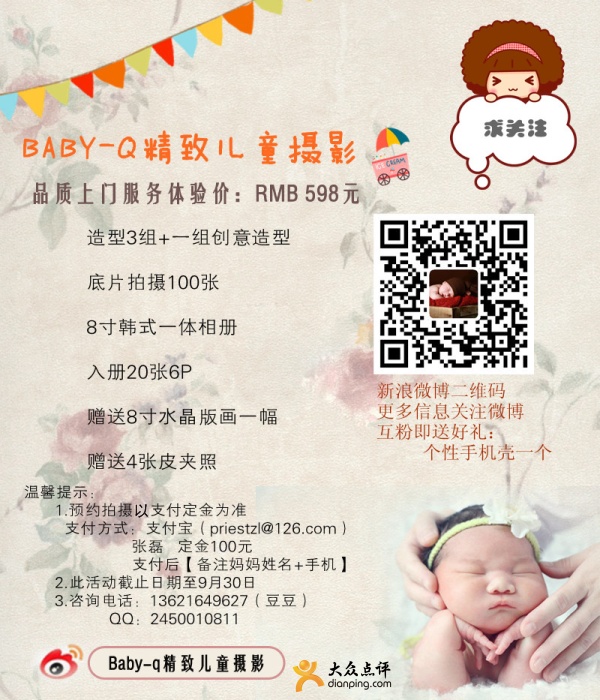 求关注
BABY-Q精致儿童摄影
ICE CREAM
品质上门服务体验价：RMB 598元
造型3组+一组创意造型
底片拍摄100张
8寸韩式一体相册
入册20张6P
赠送8寸水晶版画一幅
赠送4张皮夹照
新浪微博二维码
更多信息关注微博
互粉即送好礼：
个性手机壳一个
温馨提示：
1.预约拍摄以支付定金为准
支付方式：支付宝（priestzl@126.com）
张磊 定金100元
支付后【备注妈妈姓名+手机】
2.此活动截止日期至9月30日
3.咨询电话：13621649627（豆豆）
QQ：2450010811
Baby-q精致儿童摄影
大众点评
dianping.com